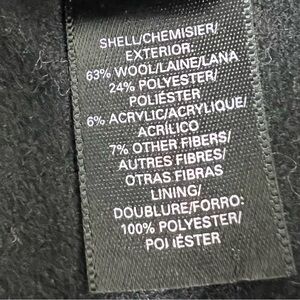 SHELL/CHEMISIER/
EXTERIOR:
63% WOOL/LAINE/LANA
24% POLYESTER/
POLIÉSTER
6% ACRYLIC/ACRYLIQUE/
ACRÍLICO
7% OTHER FIBERS/
AUTRES FIBRES/
OTRAS FIBRAS
LINING/
DOUBLURE/FORRO:
100% POLYESTER/
POLIÉSTER